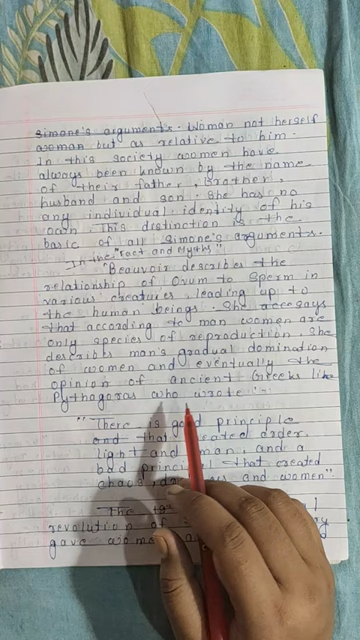 Simone's arguments. Woman not herself
woman but as relative to him.
In this society women have
always been known by the name
of their father, Brother,
husband and son. She has no
any individual identity of his
own This distinction is the
basic of all Simone's arguments.
In the "Fact and Myths"
"Beauvoir describes the
relationship of Ovum to Sperm in
various creatures, leading up to
the human beings. She
that according to man women are
only species of reproduction. She
describes man's gradual domination
of women and eventually the
opinion of ancient Greeks like
Pythagoras who wrote :-
"There is good principle
and that created order,
light and man, and a
bad that created
chaos, and women"
The
revolution of
gave